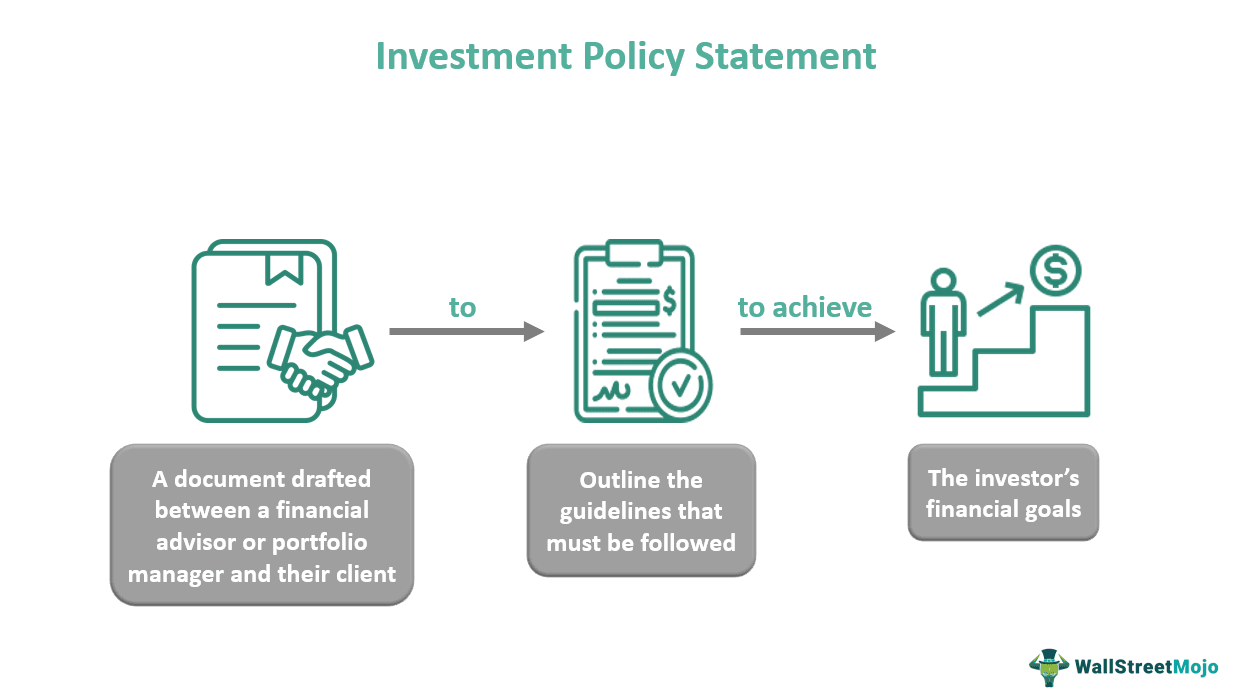 Investment Policy Statement
to
to achieve
$
$
A document drafted
between a financial
advisor or portfolio
manager and their client
Outline the
guidelines that
must be followed
The investor’s
financial goals
WallStreetMojo